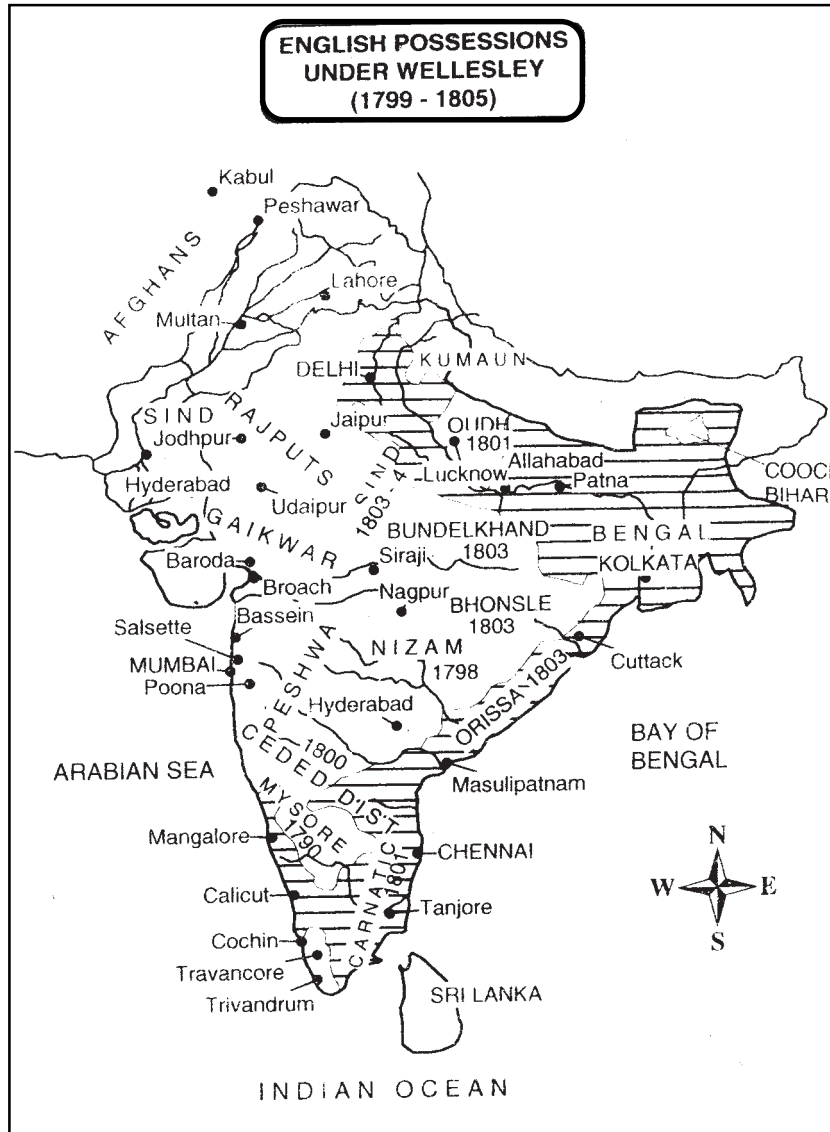 ENGLISH POSSESSIONS
UNDER WELLESLEY
(1799 - 1805)
Kabul
Peshawar
AFGHANS
Lahore
Multan
DELHI
KUMAUN
SIND
RAJPUTS
Jodhpur
Jaipur
OUDH
1801
SINDI
1803-4
Allahabad
Lucknow
Patna
COOCH
BIHAR
Hyderabad
Udaipur
GAIKWAR
BUNDELKHAND
1803
BENGAL
KOLKATA
Baroda
Siraji
Broach
Nagpur
BHONSLE
1803
Bassein
Salsette
MUMBAI
Poona
PESHWA
NIZAM
1798
Cuttack
ORISSA 1803
Hyderabad
1800
CEDED DIST
BAY OF
BENGAL
ARABIAN SEA
Masulipatnam
MYSORE
1790
Mangalore
CHENNAI
CARNATIC
1801
Calicut
Tanjore
Cochin
Travancore
Trivandrum
SRI LANKA
N
W
E
S
INDIAN OCEAN